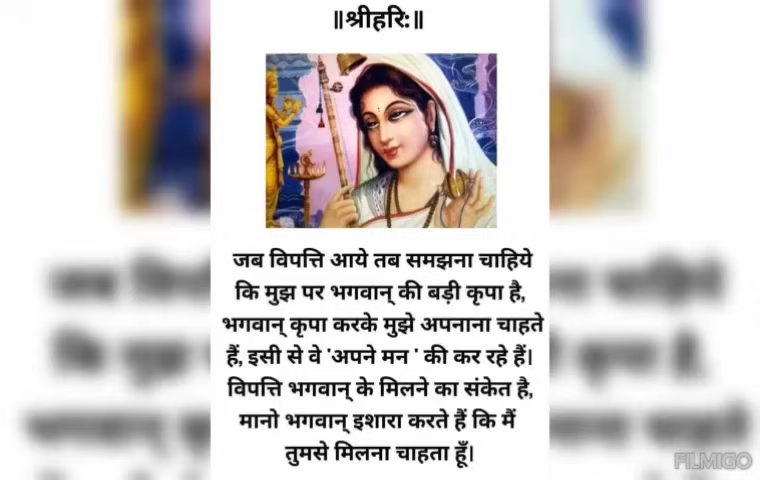 ॥श्रीहरि:॥
जब विपत्ति आये तब समझना चाहिये
कि मुझ पर भगवान् की बड़ी कृपा है,
भगवान् कृपा करके मुझे अपनाना चाहते
हैं, इसी से वे 'अपने मन ' की कर रहे हैं।
विपत्ति भगवान् के मिलने का संकेत है,
मानो भगवान् इशारा करते हैं कि मैं
तुमसे मिलना चाहता हूँ।
FILMIGO